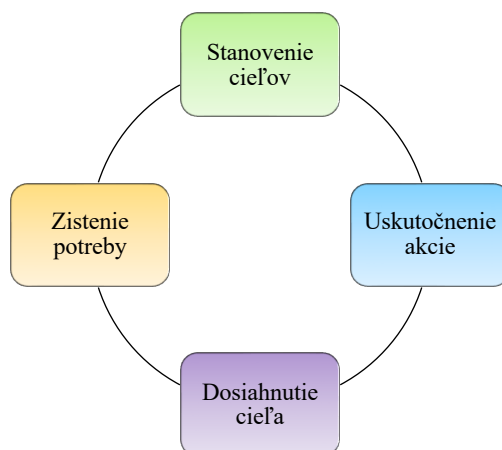 Stanovenie
cieľov
Zistenie
potreby
Uskutočnenie
akcie
Dosiahnutie
cieľa